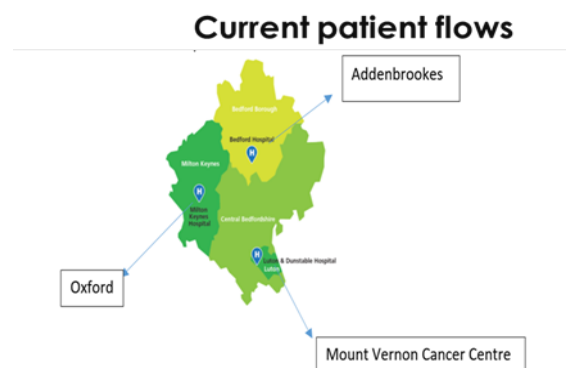 Current patient flows
Addenbrookes
Bedford Borough
Bedford Hospital
Milton Keynes
Milton
Keynes
Hospital
Central Bedfordshire
Luton & Dunstable Hospital
Luton
Oxford
Mount Vernon Cancer Centre